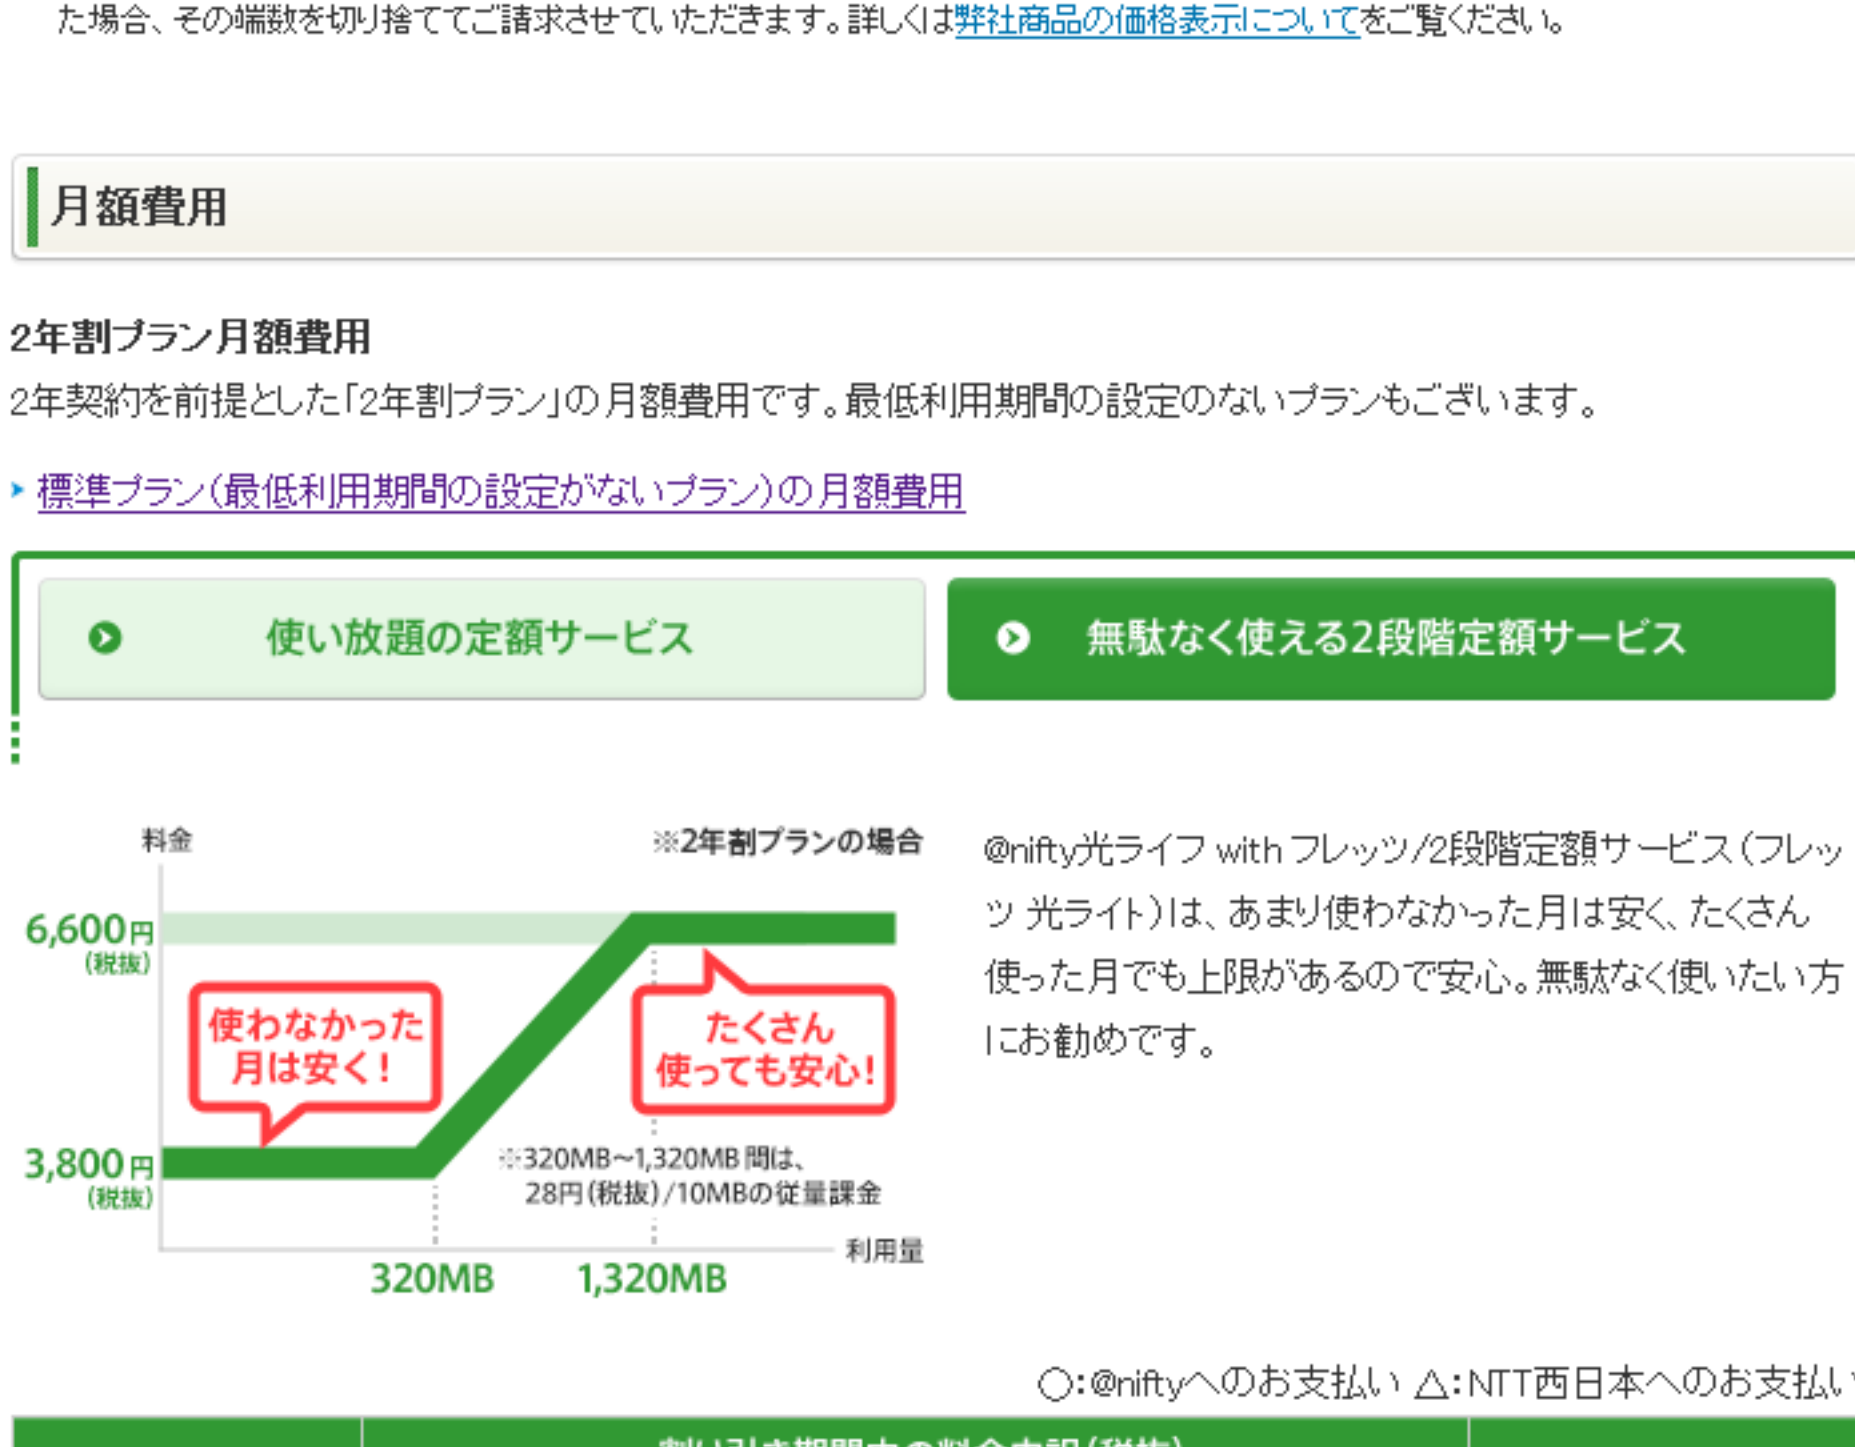 た場合、その端数を切り捨ててご請求させていただきます。詳しくは弊社商品の価格表示についてをご覧ください。
月額費用
2年割プラン月額費用
2年契約を前提とした「2年割プラン」の月額費用です。最低利用期間の設定のないプランもございます。
標準プラン(最低利用期間の設定がないプラン)の月額費用
使い放題の定額サービス
無駄なく使える2段階定額サービス
料金
※2年割プランの場合
6,600円
(税抜)
使わなかった
月は安く!
たくさん
使っても安心!
3,800円
(税抜)
※320MB～1,320MB間は、
28円(税抜)/10MBの従量課金
利用量
320MB
1,320MB
@nifty光ライフ with フレッツ/2段階定額サービス(フレッ
ツ 光ライト)は、あまり使わなかった月は安く、たくさん
使った月でも上限があるので安心。無駄なく使いたい方
にお勧めです。
○:@niftyへのお支払い △:NTT西日本へのお支払い
割り引き期間中の料金内訳(税抜)